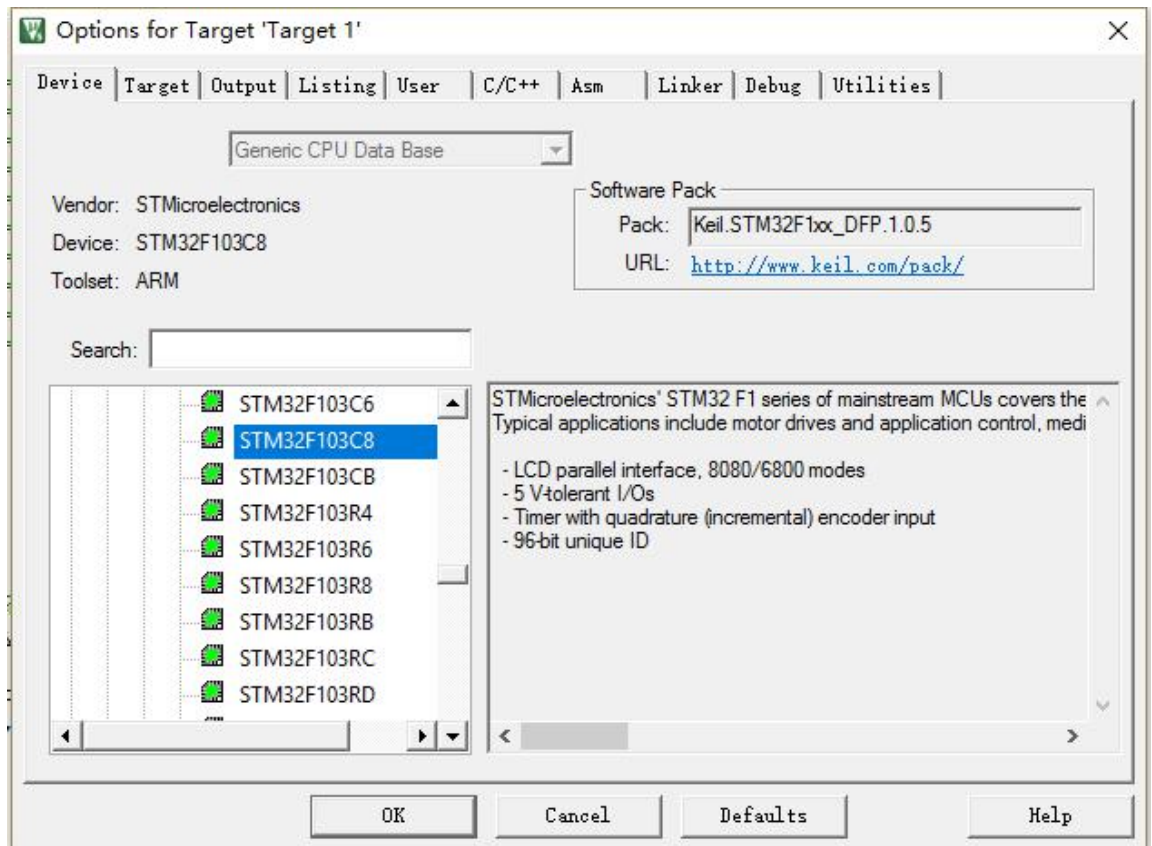 Options for Target 'Target 1'
Device Target Output Listing User C/C++ Asm Linker Debug Utilities
Generic CPU Data Base
Vendor: STMicroelectronics
Device: STM32F103C8
Toolset: ARM
Software Pack
Pack: Keil.STM32F1xx_DFP.1.0.5
URL: http://www.keil.com/pack/
Search:
STM32F103C6
STM32F103C8
STM32F103CB
STM32F103R4
STM32F103R6
STM32F103R8
STM32F103RB
STM32F103RC
STM32F103RD
STMicroelectronics' STM32 F1 series of mainstream MCUs covers the
Typical applications include motor drives and application control, medi
- LCD parallel interface, 8080/6800 modes
- 5 V-tolerant I/Os
- Timer with quadrature (incremental) encoder input
- 96-bit unique ID
OK Cancel Defaults Help